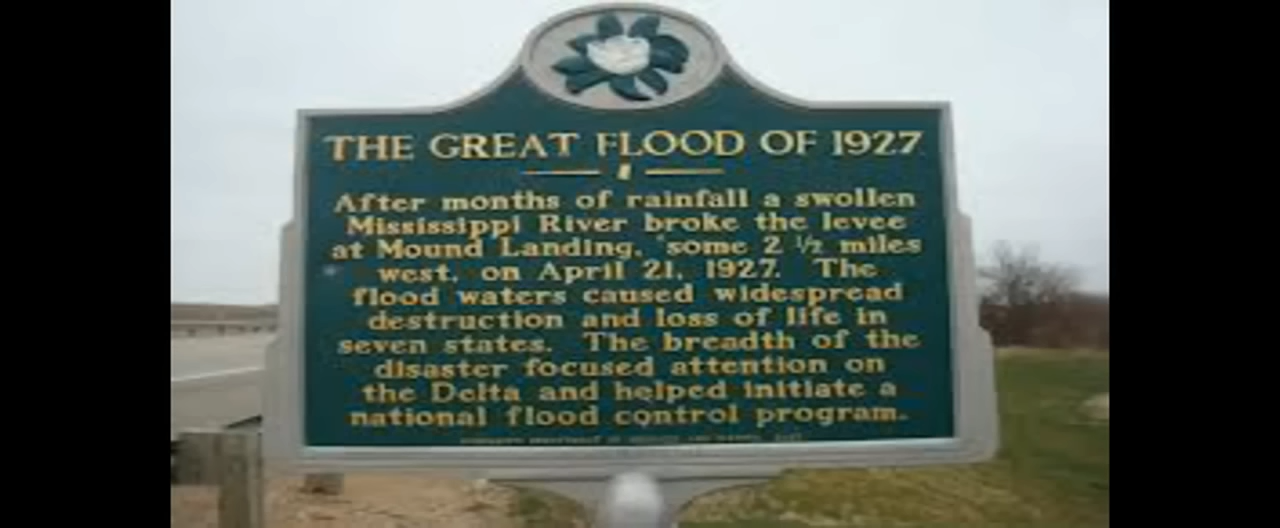 THE GREAT FLOOD OF 1927
After months of rainfall a swollen
Mississippi River broke the levee
at Mound Landing, some 2 ½ miles
west, on April 21, 1927. The
flood waters caused widespread
destruction and loss of life in
seven states. The breadth of the
disaster focused attention on
the Delta and helped initiate a
national flood control program.